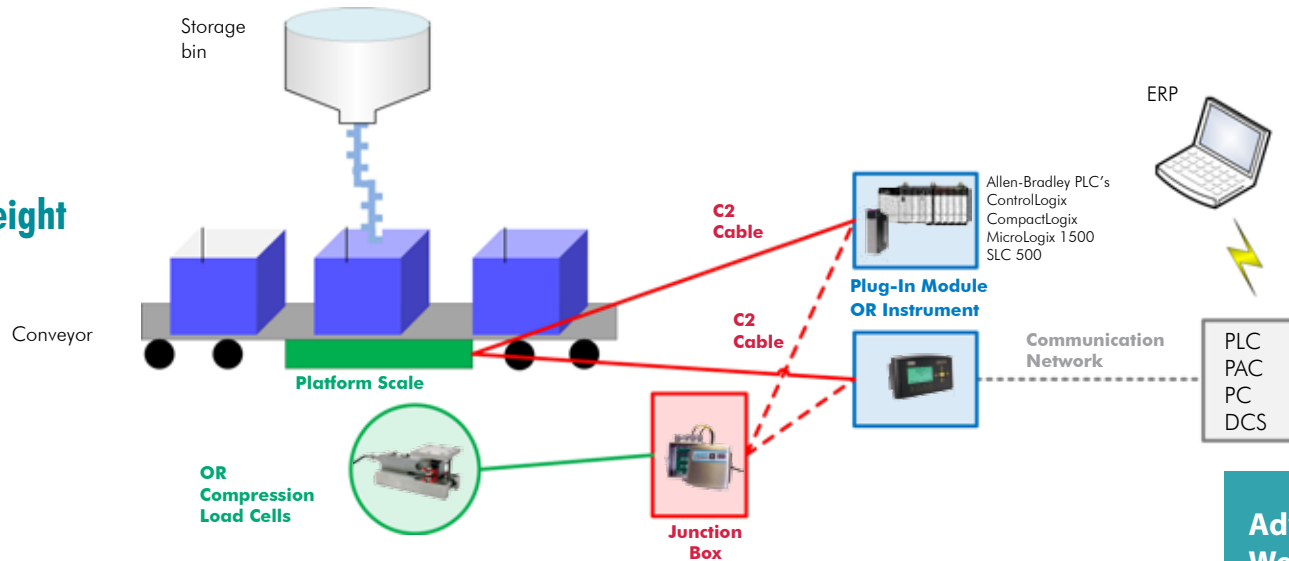 Storage
bin
ERP
Allen-Bradley PLC's
ControlLogix
CompactLogix
MicroLogix 1500
SLC 500
C2
Cable
eight
Plug-In Module
OR Instrument
C2
Cable
Conveyor
Communication
Network
PLC
PAC
PC
DCS
Platform Scale
OR
Compression
Load Cells
Junction
Box